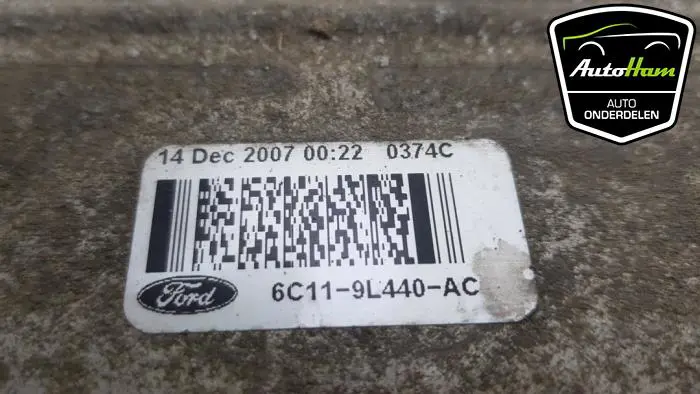 AutoHam
AUTO
ONDERDELEN
14 Dec 2007 00:22 0374C
Ford
6C11-9L440-AC